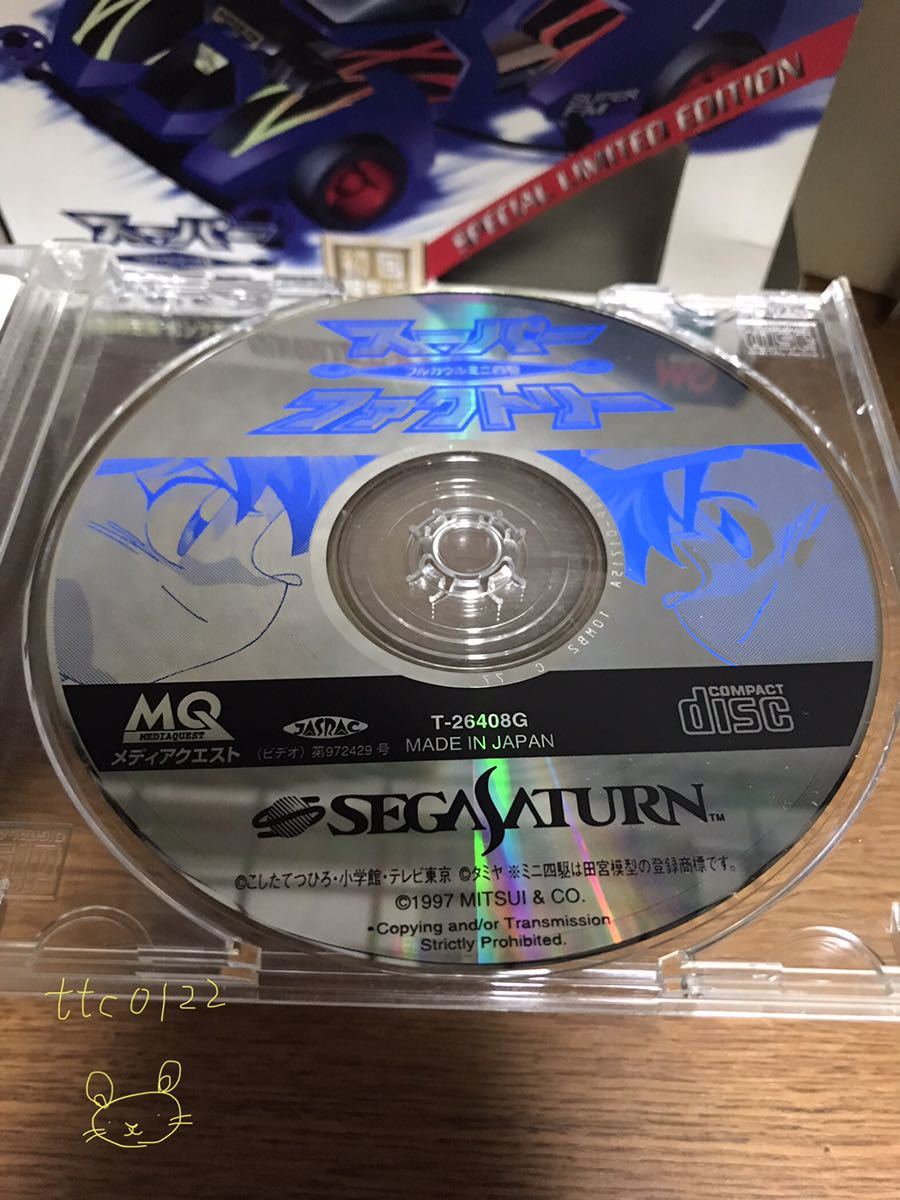 SUPER
FM
SPECIAL LIMITED EDITION
スーパー
初回
スーパー
フルカウルミニ四駆
ファクトリー
MQ
MEDIAQUEST
メディアクエスト
JASRAC
(ビデオ) 第972429 号
T-26408G
MADE IN JAPAN
COMPACT
disc
SEGA SATURN™
©こしたてつひろ・小学館・テレビ東京 ©タミヤ ※ミニ四駆は田宮模型の登録商標です。
©1997 MITSUI & CO.
•Copying and/or Transmission
Strictly Prohibited.
ttc0122